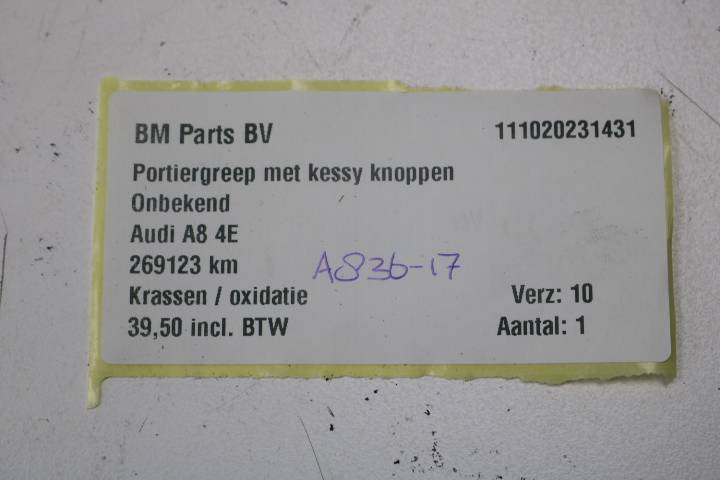 BM Parts BV 111020231431
Portiergreep met kessy knoppen
Onbekend
Audi A8 4E
269123 km A836-17
Krassen / oxidatie Verz: 10
39,50 incl. BTW Aantal: 1